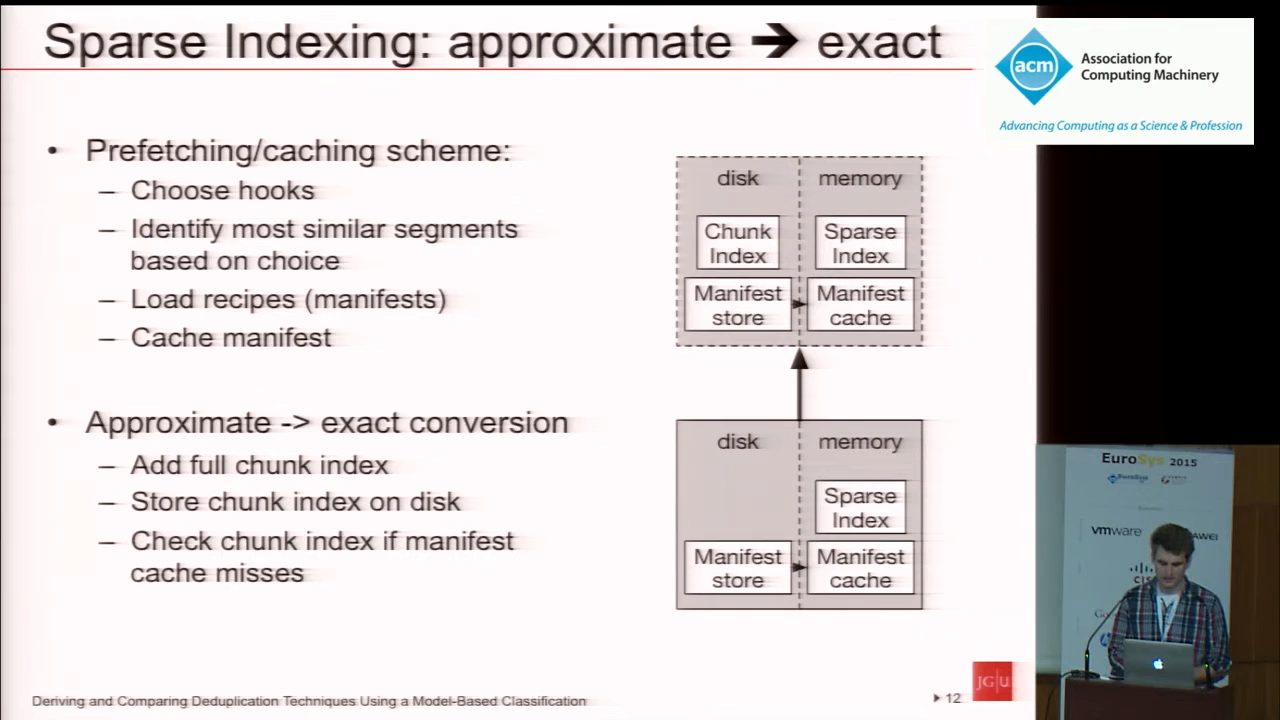 Sparse Indexing: approximate ➔ exact
acm
Association for
Computing Machinery
Advancing Computing as a Science & Profession
• Prefetching/caching scheme:
– Choose hooks
– Identify most similar segments
based on choice
– Load recipes (manifests)
– Cache manifest
• Approximate -> exact conversion
– Add full chunk index
– Store chunk index on disk
– Check chunk index if manifest
cache misses
disk memory
Chunk
Index
Sparse
Index
Manifest
store
Manifest
cache
disk memory
Sparse
Index
Manifest
store
Manifest
cache
EuroSys 2015
vmware
Deriving and Comparing Deduplication Techniques Using a Model-Based Classification
JG|U
12